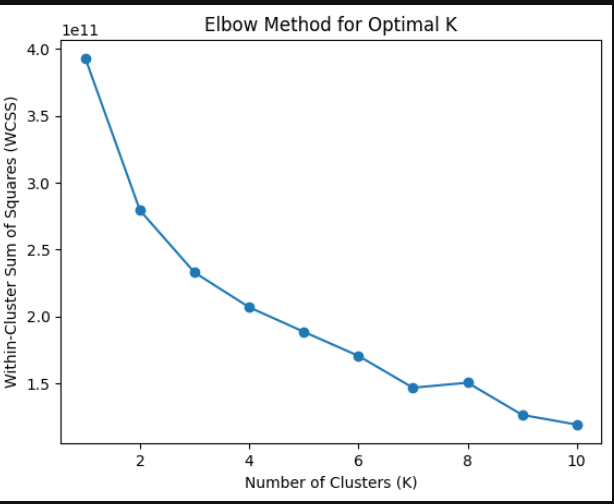 Elbow Method for Optimal K
1e11
4.0
3.5
3.0
2.5
2.0
1.5
Within-Cluster Sum of Squares (WCSS)
2 4 6 8 10
Number of Clusters (K)